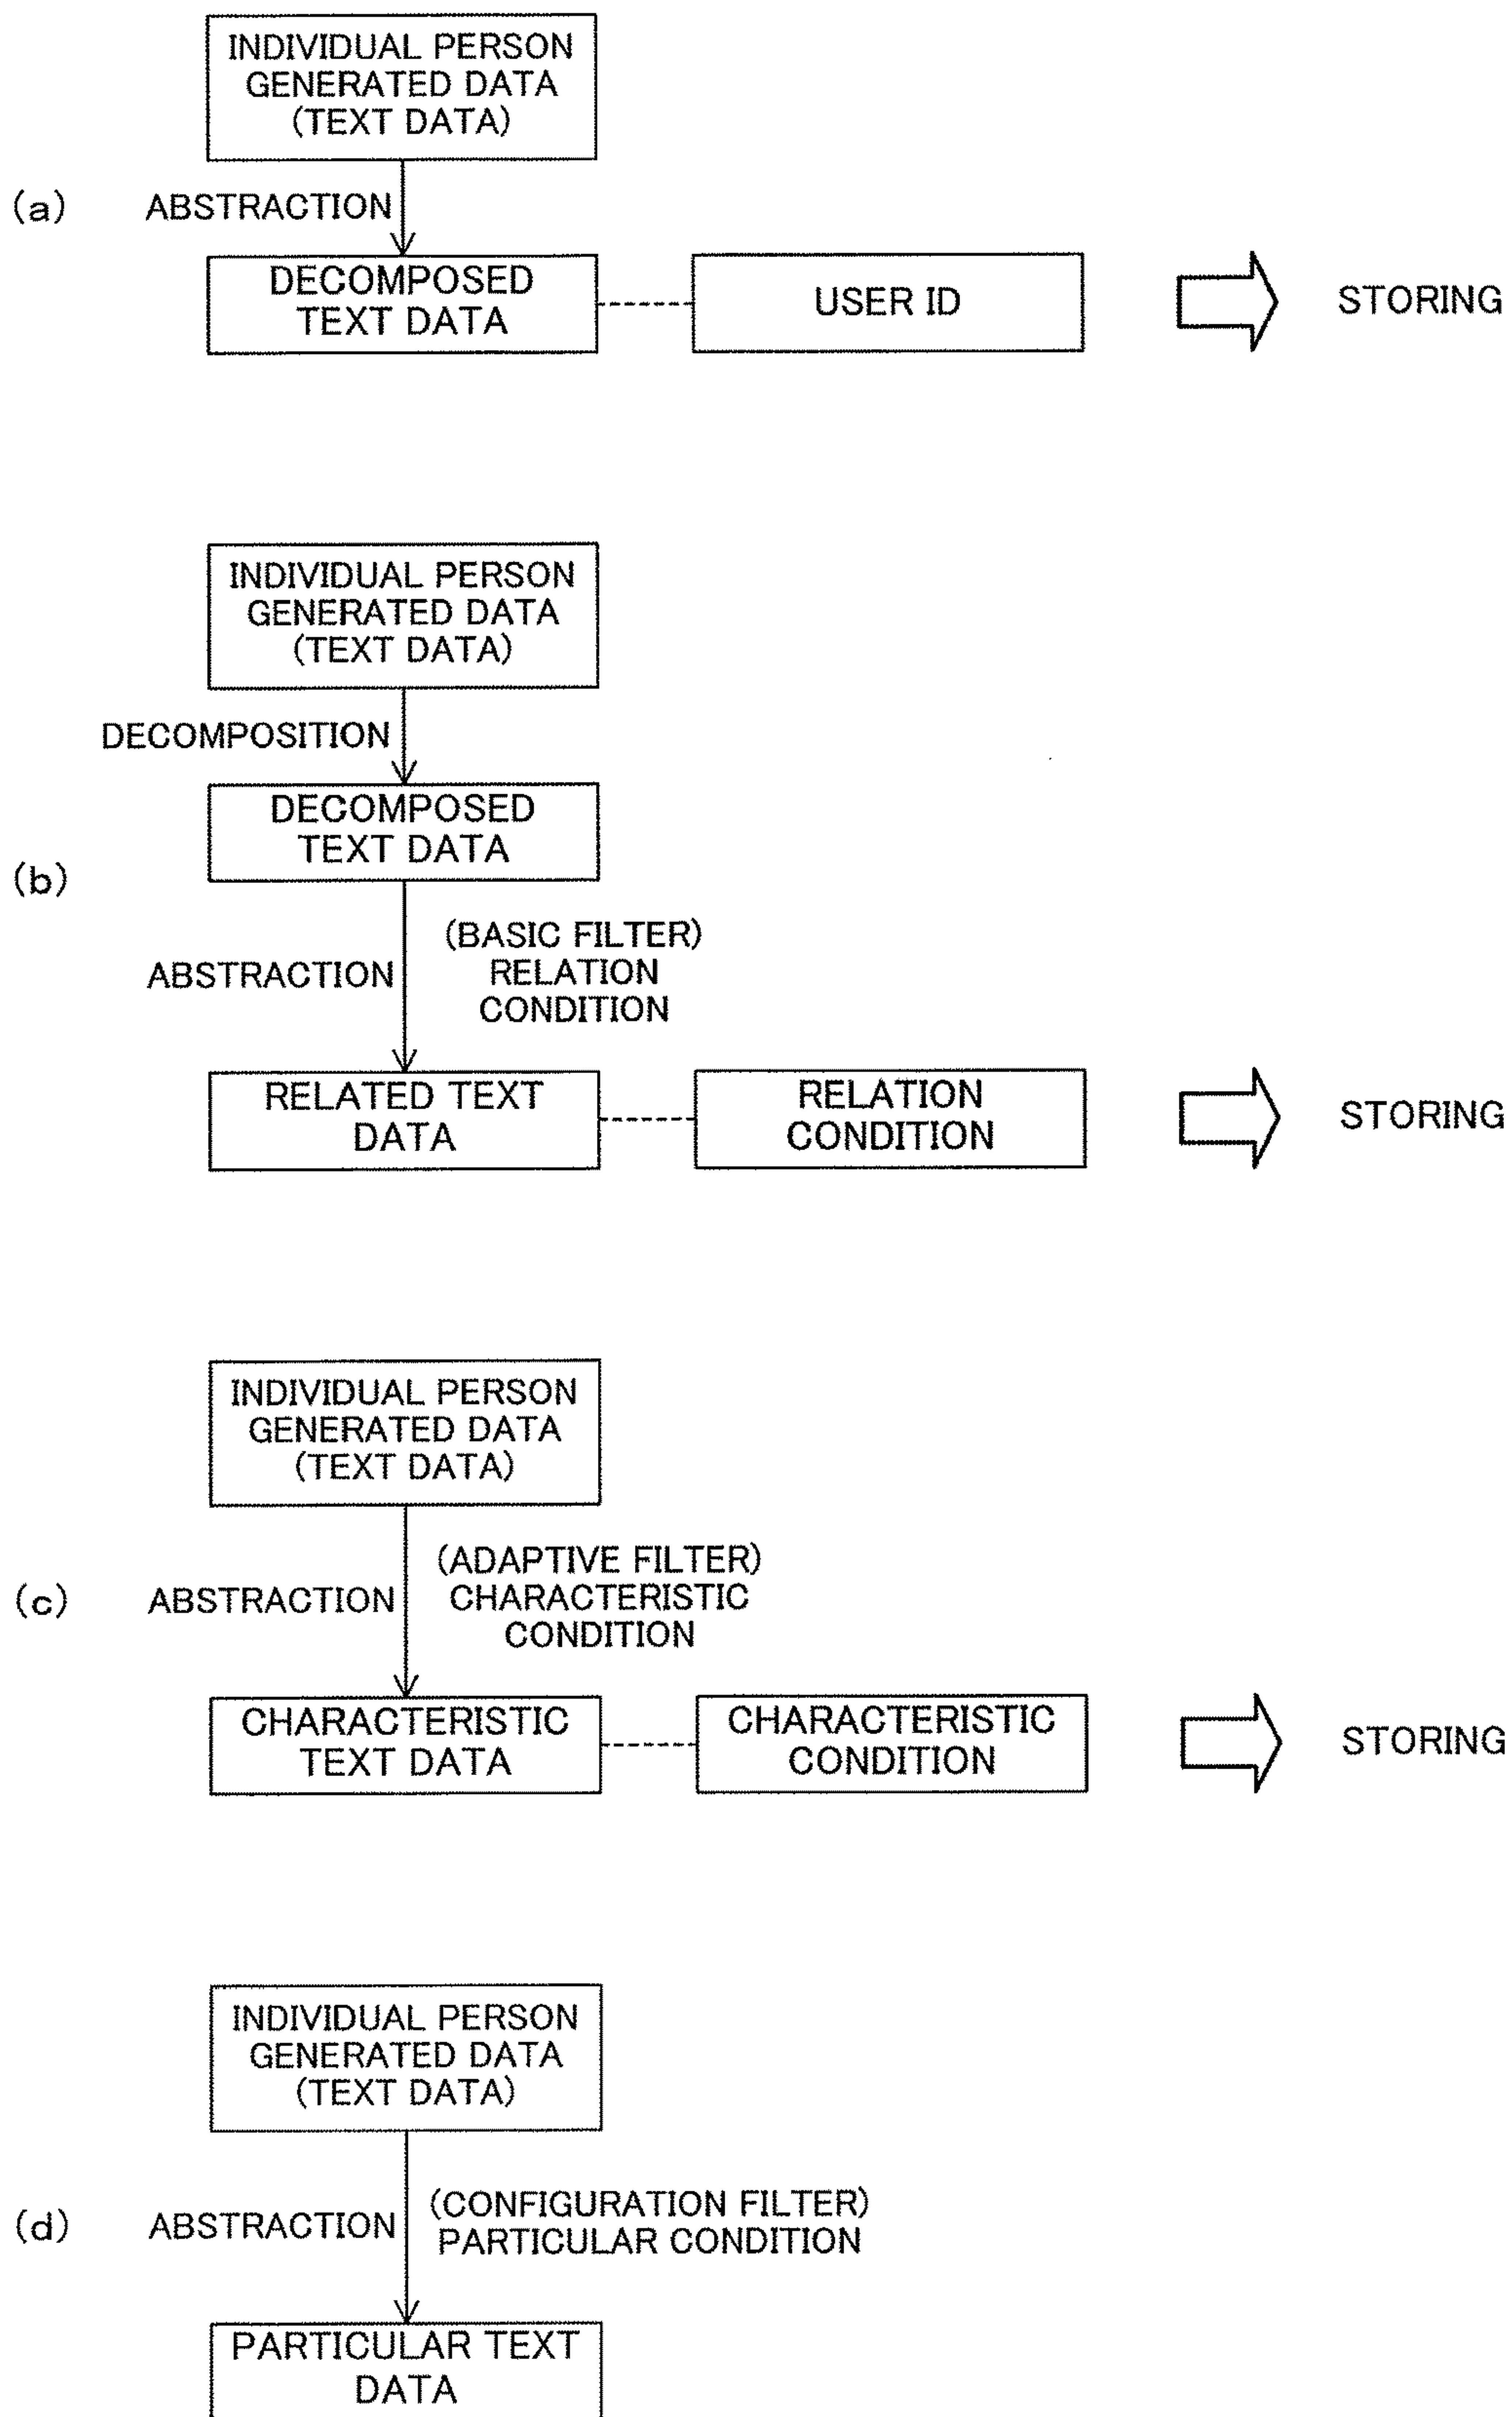 INDIVIDUAL PERSON
GENERATED DATA
(TEXT DATA)
(a)
ABSTRACTION
DECOMPOSED
TEXT DATA
USER ID
STORING
INDIVIDUAL PERSON
GENERATED DATA
(TEXT DATA)
DECOMPOSITION
DECOMPOSED
TEXT DATA
(b)
ABSTRACTION
(BASIC FILTER)
RELATION
CONDITION
RELATED TEXT
DATA
RELATION
CONDITION
STORING
INDIVIDUAL PERSON
GENERATED DATA
(TEXT DATA)
(c)
ABSTRACTION
(ADAPTIVE FILTER)
CHARACTERISTIC
CONDITION
CHARACTERISTIC
TEXT DATA
CHARACTERISTIC
CONDITION
STORING
INDIVIDUAL PERSON
GENERATED DATA
(TEXT DATA)
(d)
ABSTRACTION
(CONFIGURATION FILTER)
PARTICULAR CONDITION
PARTICULAR TEXT
DATA